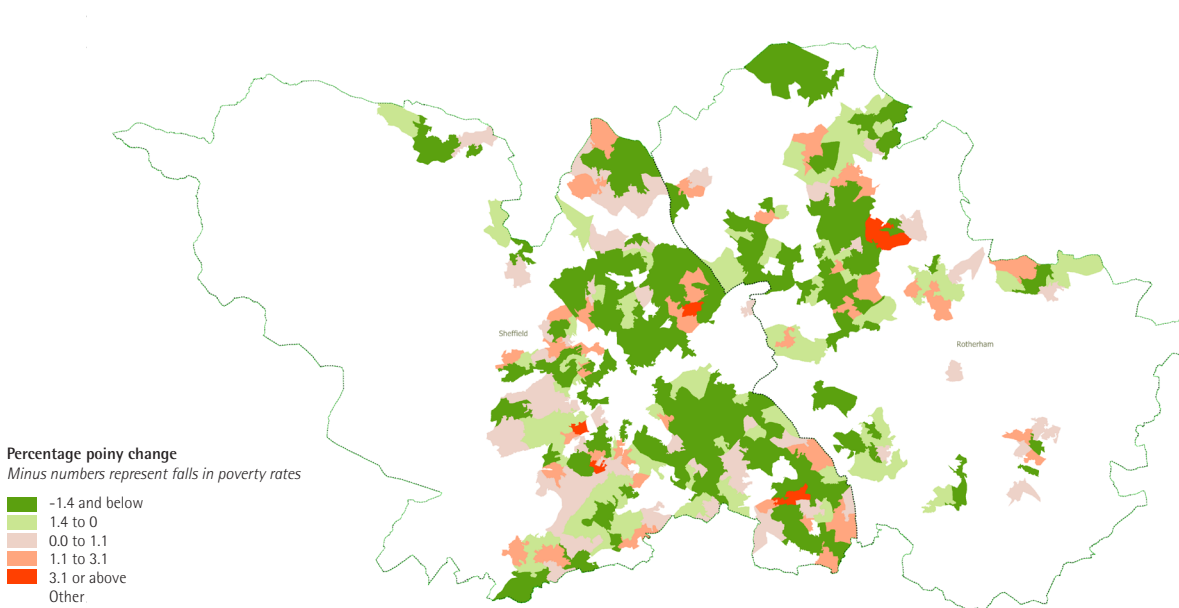 Sheffield
Rotherham
Percentage poiny change
Minus numbers represent falls in poverty rates
-1.4 and below
1.4 to 0
0.0 to 1.1
1.1 to 3.1
3.1 or above
Other